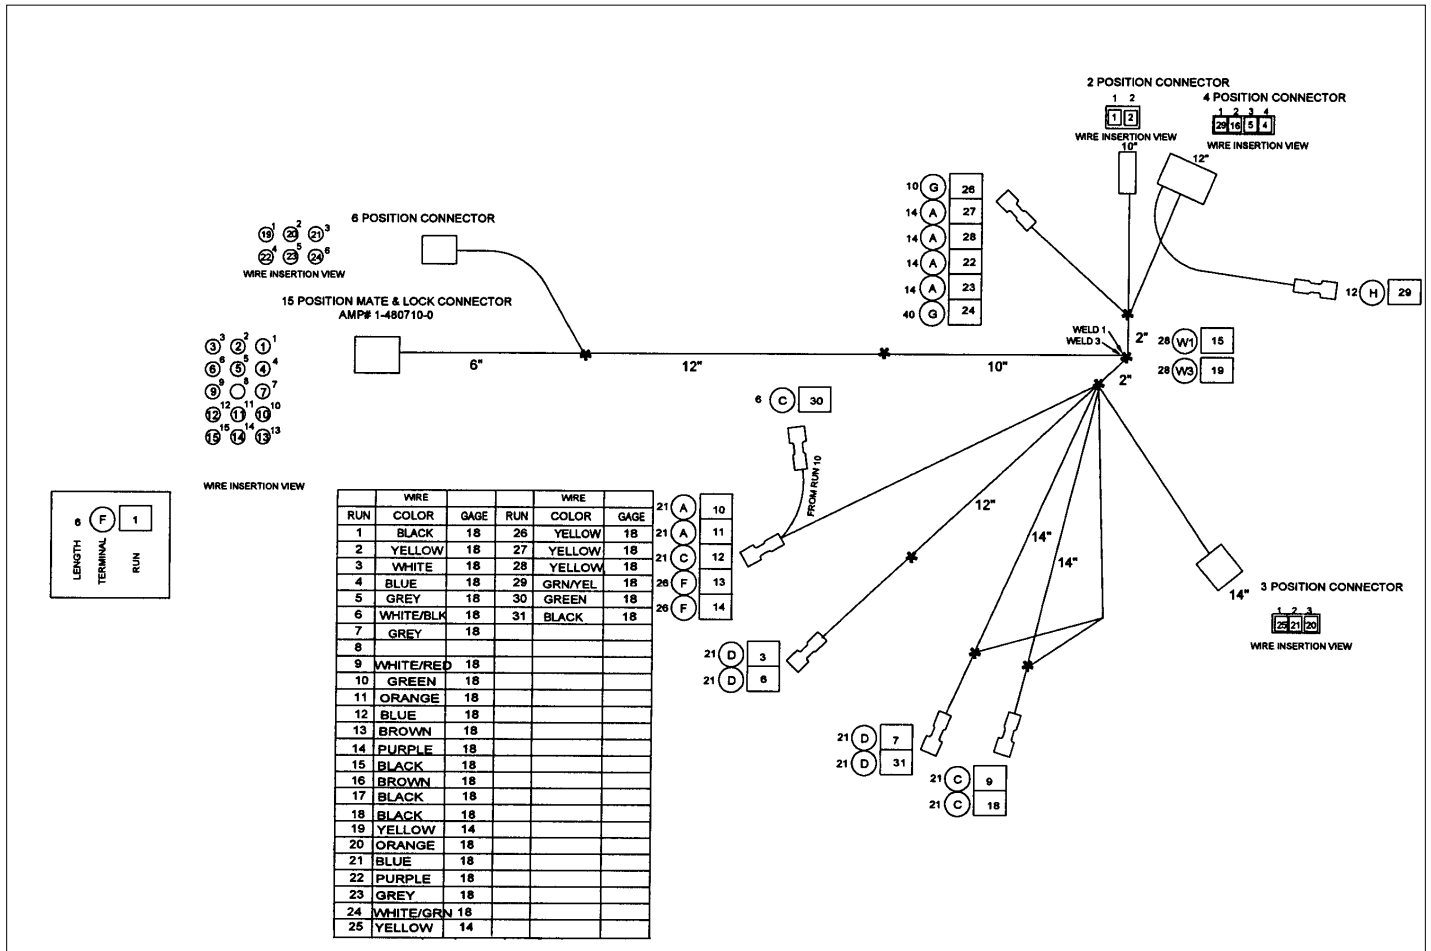 2 POSITION CONNECTOR
1 2
1 2
WIRE INSERTION VIEW
10"
4 POSITION CONNECTOR
1 2 3 4
29 16 5 4
WIRE INSERTION VIEW
12"
10 G 26
14 A 27
14 A 28
14 A 22
14 A 23
40 G 24
6 POSITION CONNECTOR
19 1 20 2 21 3
22 4 23 5 24 6
WIRE INSERTION VIEW
12 H 29
15 POSITION MATE & LOCK CONNECTOR
AMP# 1-480710-0
3 3 2 2 1 1
6 6 5 5 4 4
9 9 8 7 7
12 12 11 11 10 10
15 15 14 14 13 13
WIRE INSERTION VIEW
6"
12"
10"
WELD 1
WELD 3
2"
2"
28 W1 15
28 W3 19
6 C 30
FROM RUN 10
12"
14"
14"
14"
6 F 1
LENGTH
TERMINAL
RUN
WIRE WIRE
RUN COLOR GAGE RUN COLOR GAGE
1 BLACK 18 26 YELLOW 18
2 YELLOW 18 27 YELLOW 18
3 WHITE 18 28 YELLOW 18
4 BLUE 18 29 GRN/YEL 18
5 GREY 18 30 GREEN 18
6 WHITE/BLK 18 31 BLACK 18
7 GREY 18
8
9 WHITE/RED 18
10 GREEN 18
11 ORANGE 18
12 BLUE 18
13 BROWN 18
14 PURPLE 18
15 BLACK 18
16 BROWN 18
17 BLACK 18
18 BLACK 18
19 YELLOW 14
20 ORANGE 18
21 BLUE 18
22 PURPLE 18
23 GREY 18
24 WHITE/GRN 18
25 YELLOW 14
21 A 10
21 A 11
21 C 12
26 F 13
26 F 14
21 D 3
21 D 6
21 D 7
21 D 31
21 C 9
21 C 18
3 POSITION CONNECTOR
1 2 3
25 21 20
WIRE INSERTION VIEW